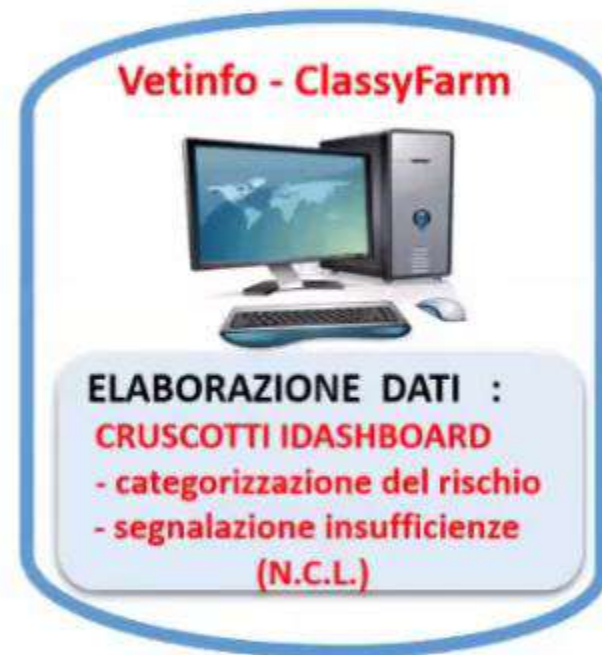 Vetinfo - ClassyFarm
ELABORAZIONE DATI :
CRUSCOTTI IDASHBOARD
- categorizzazione del rischio
- segnalazione insufficienze
(N.C.L.)